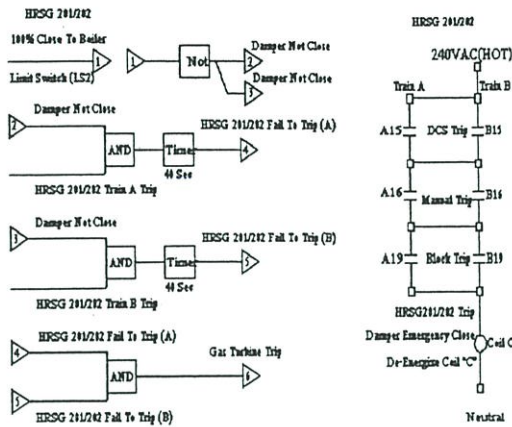 HRSG 201/202
100% Close To Boiler
Limit Switch (LS2)
1
1
Not
Damper Not Close
2
Damper Not Close
3
Damper Not Close
2
AND
Timer
40 Sec
HRSG 201/202 Fail To Trip (A)
4
HRSG 201/202 Train A Trip
Damper Not Close
3
AND
Timer
40 Sec
HRSG 201/202 Fail To Trip (B)
5
HRSG 201/202 Train B Trip
HRSG 201/202 Fail To Trip (A)
4
AND
Gas Turbine Trip
6
5
HRSG 201/202 Fail To Trip (B)
HRSG 201/202
240VAC(HOT)
Train A
Train B
A15
DCS Trip
B15
A16
Manual Trip
B16
A19
Block Trip
B19
HRSG201/202 Trip
Damper Emergency Close
Coil C
De-Energize Coil "C"
Neutral